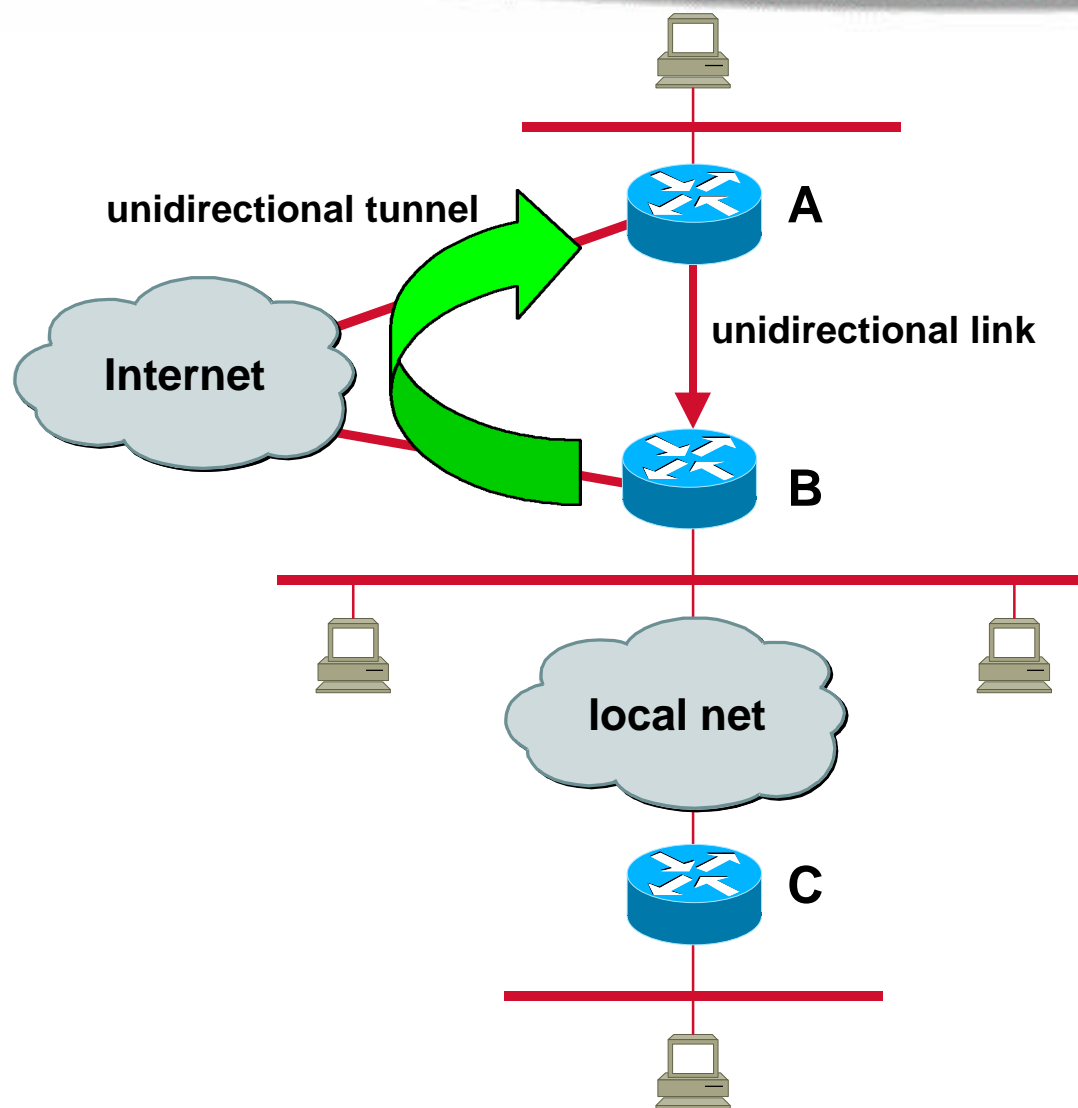 unidirectional tunnel
A
unidirectional link
Internet
B
local net
C